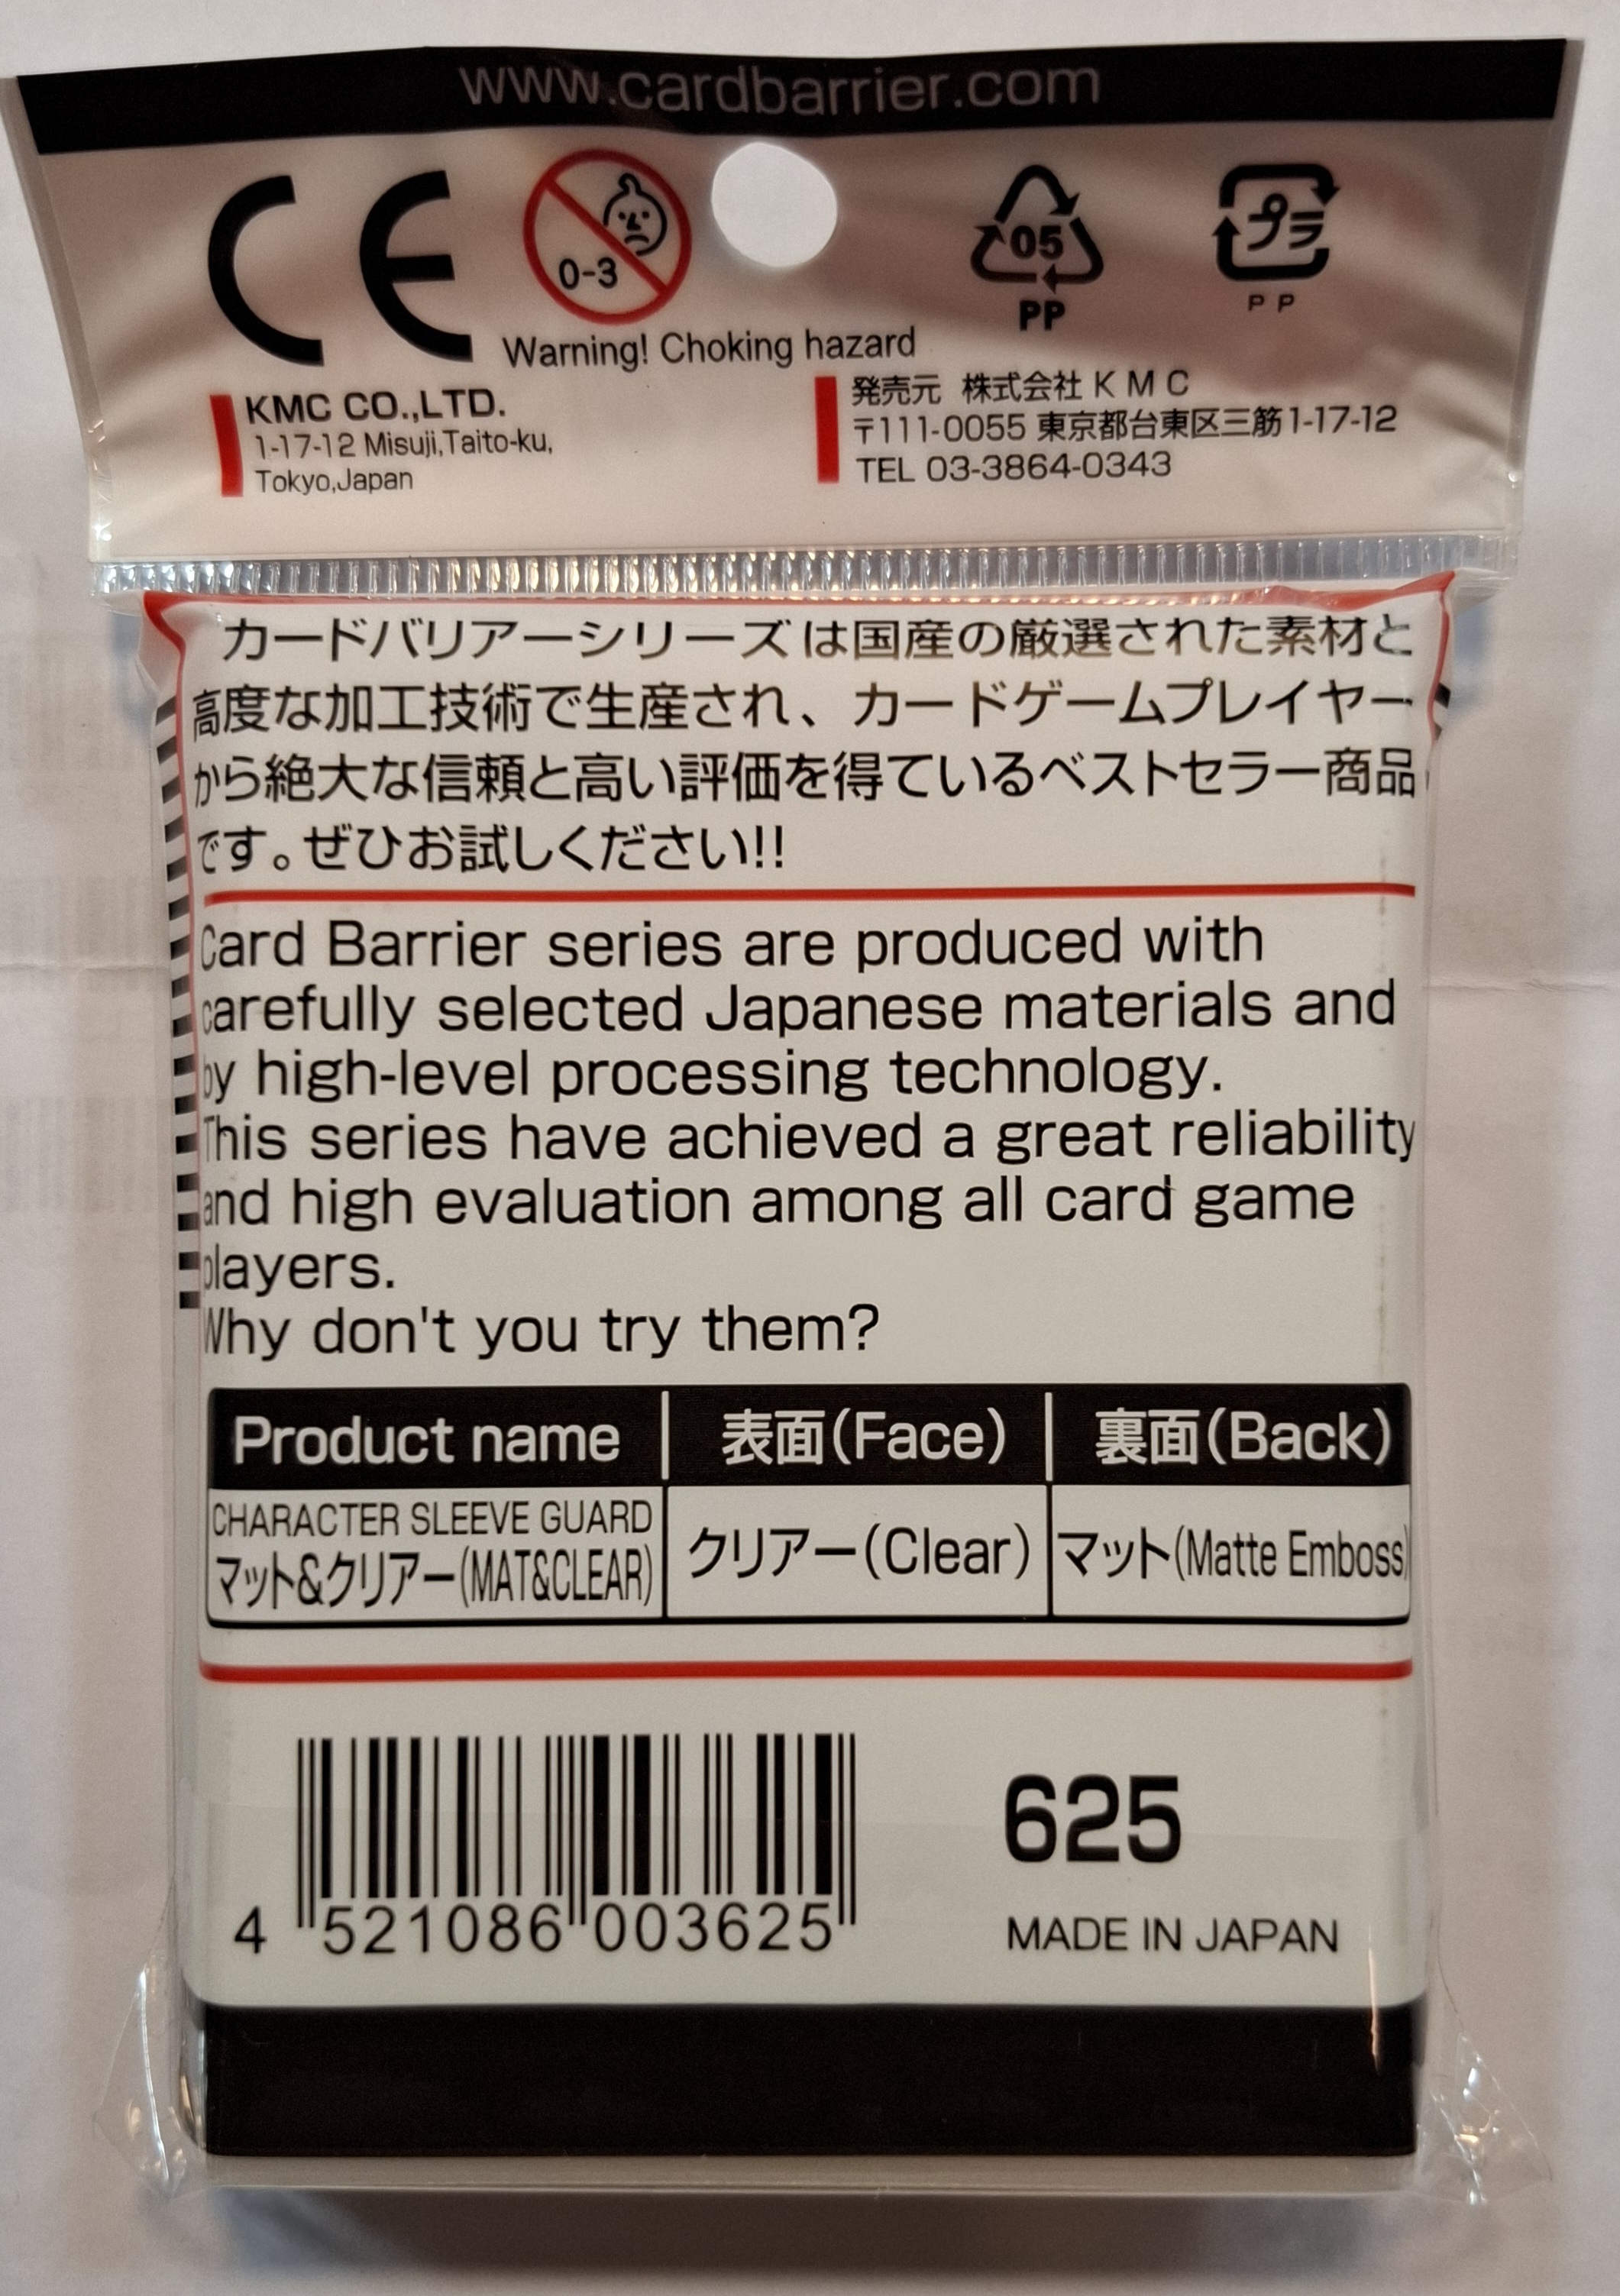 www.cardbarrier.com
CE
0-3
05
プラ
PP
PP
Warning! Choking hazard
KMC CO.,LTD.
1-17-12 Misuji,Taito-ku,
Tokyo,Japan
発売元 株式会社 K M C
〒111-0055 東京都台東区三筋1-17-12
TEL 03-3864-0343
カードバリアーシリーズは国産の厳選された素材と
高度な加工技術で生産され、カードゲームプレイヤー
から絶大な信頼と高い評価を得ているベストセラー商品
です。ぜひお試しください!!
Card Barrier series are produced with
carefully selected Japanese materials and
by high-level processing technology.
This series have achieved a great reliability
and high evaluation among all card game
players.
Why don't you try them?
Product name 表面(Face) 裏面(Back)
CHARACTER SLEEVE GUARD
マット&クリアー(MAT&CLEAR) クリアー(Clear) マット(Matte Emboss)
625
4 521086 003625
MADE IN JAPAN